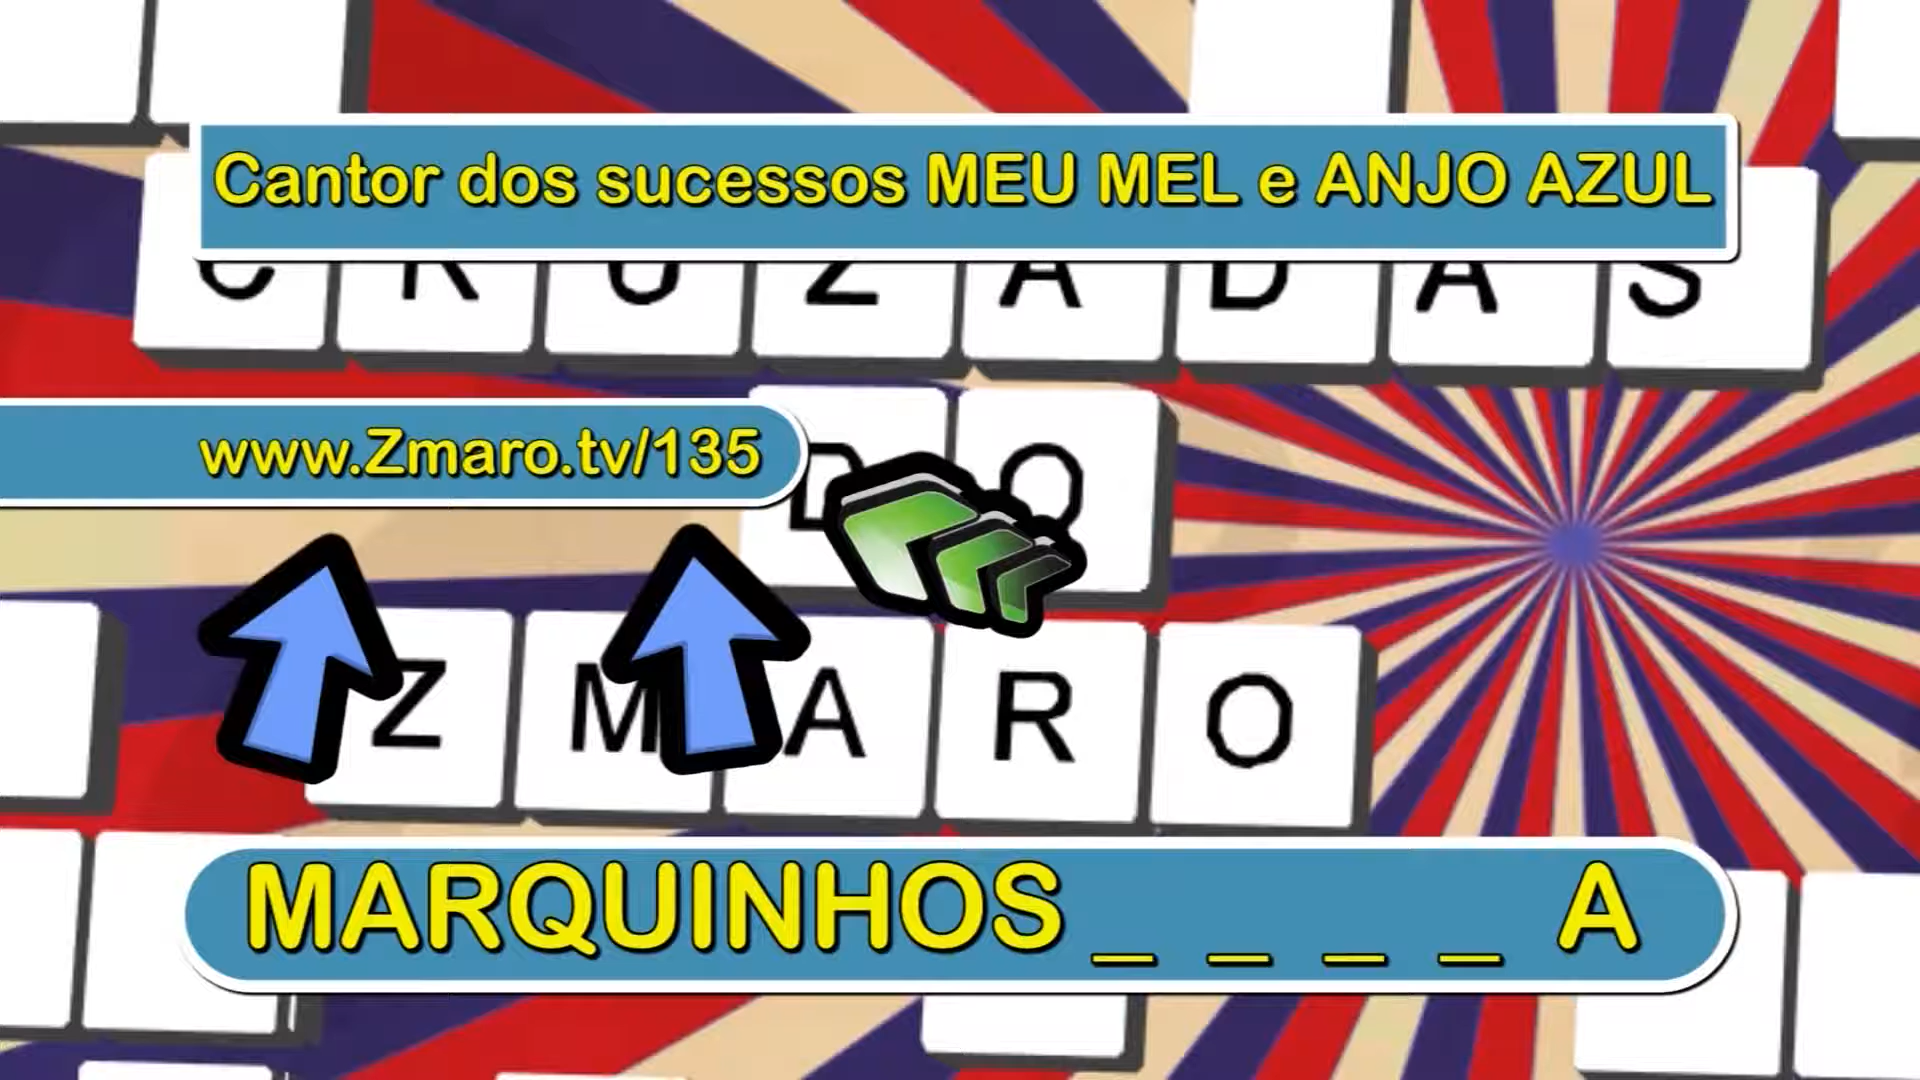 Cantor dos sucessos MEU MEL e ANJO AZUL
CRUZADAS
www.Zmaro.tv/135
DO
ZMARO
MARQUINHOS _ _ _ _ A